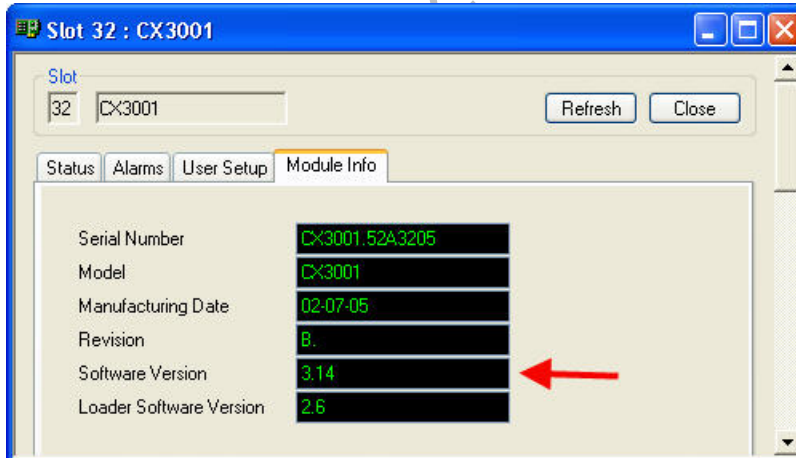 Slot 32 : CX3001
Slot
32 CX3001 Refresh Close
Status Alarms User Setup Module Info
Serial Number CX3001.52A3205
Model CX3001
Manufacturing Date 02-07-05
Revision B.
Software Version 3.14
Loader Software Version 2.6